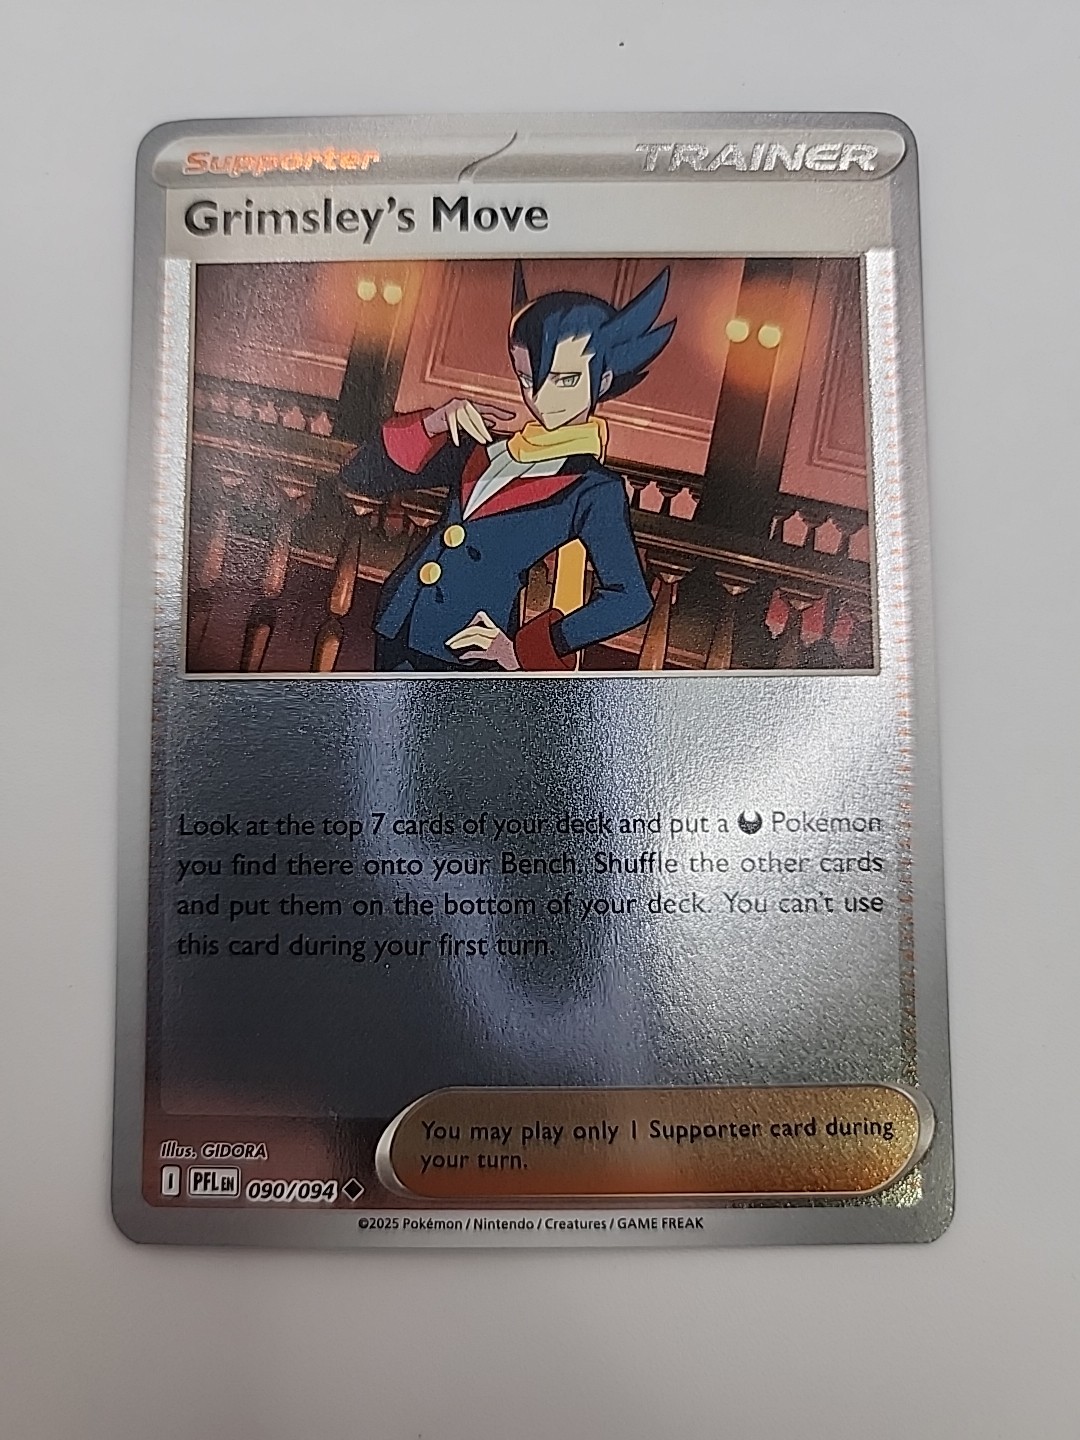 Supporter TRAINER
Grimsley's Move
Look at the top 7 cards of your deck and put a Pokémon
you find there onto your Bench. Shuffle the other cards
and put them on the bottom of your deck. You can't use
this card during your first turn.
You may play only 1 Supporter card during
your turn.
Illus. GIDORA
I PFL EN 090/094
©2025 Pokémon / Nintendo / Creatures / GAME FREAK